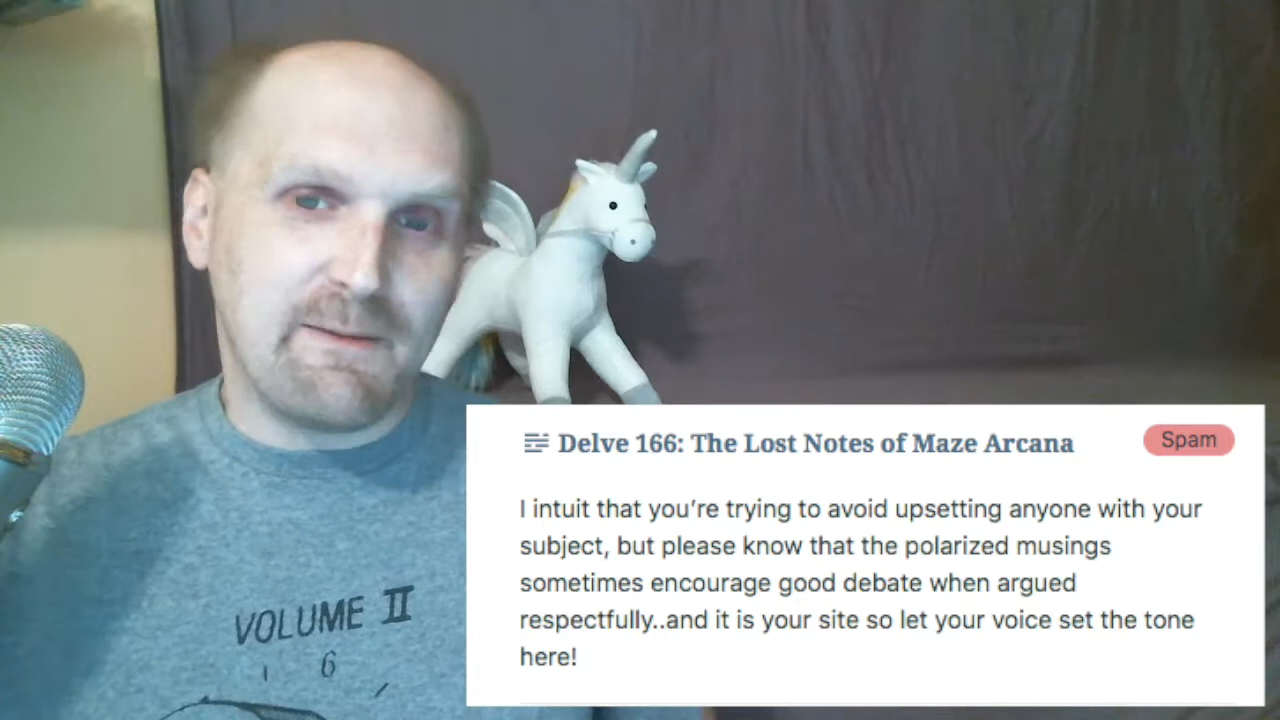 Delve 166: The Lost Notes of Maze Arcana
Spam
I intuit that you’re trying to avoid upsetting anyone with your
subject, but please know that the polarized musings
sometimes encourage good debate when argued
respectfully..and it is your site so let your voice set the tone
here!
VOLUME II
6